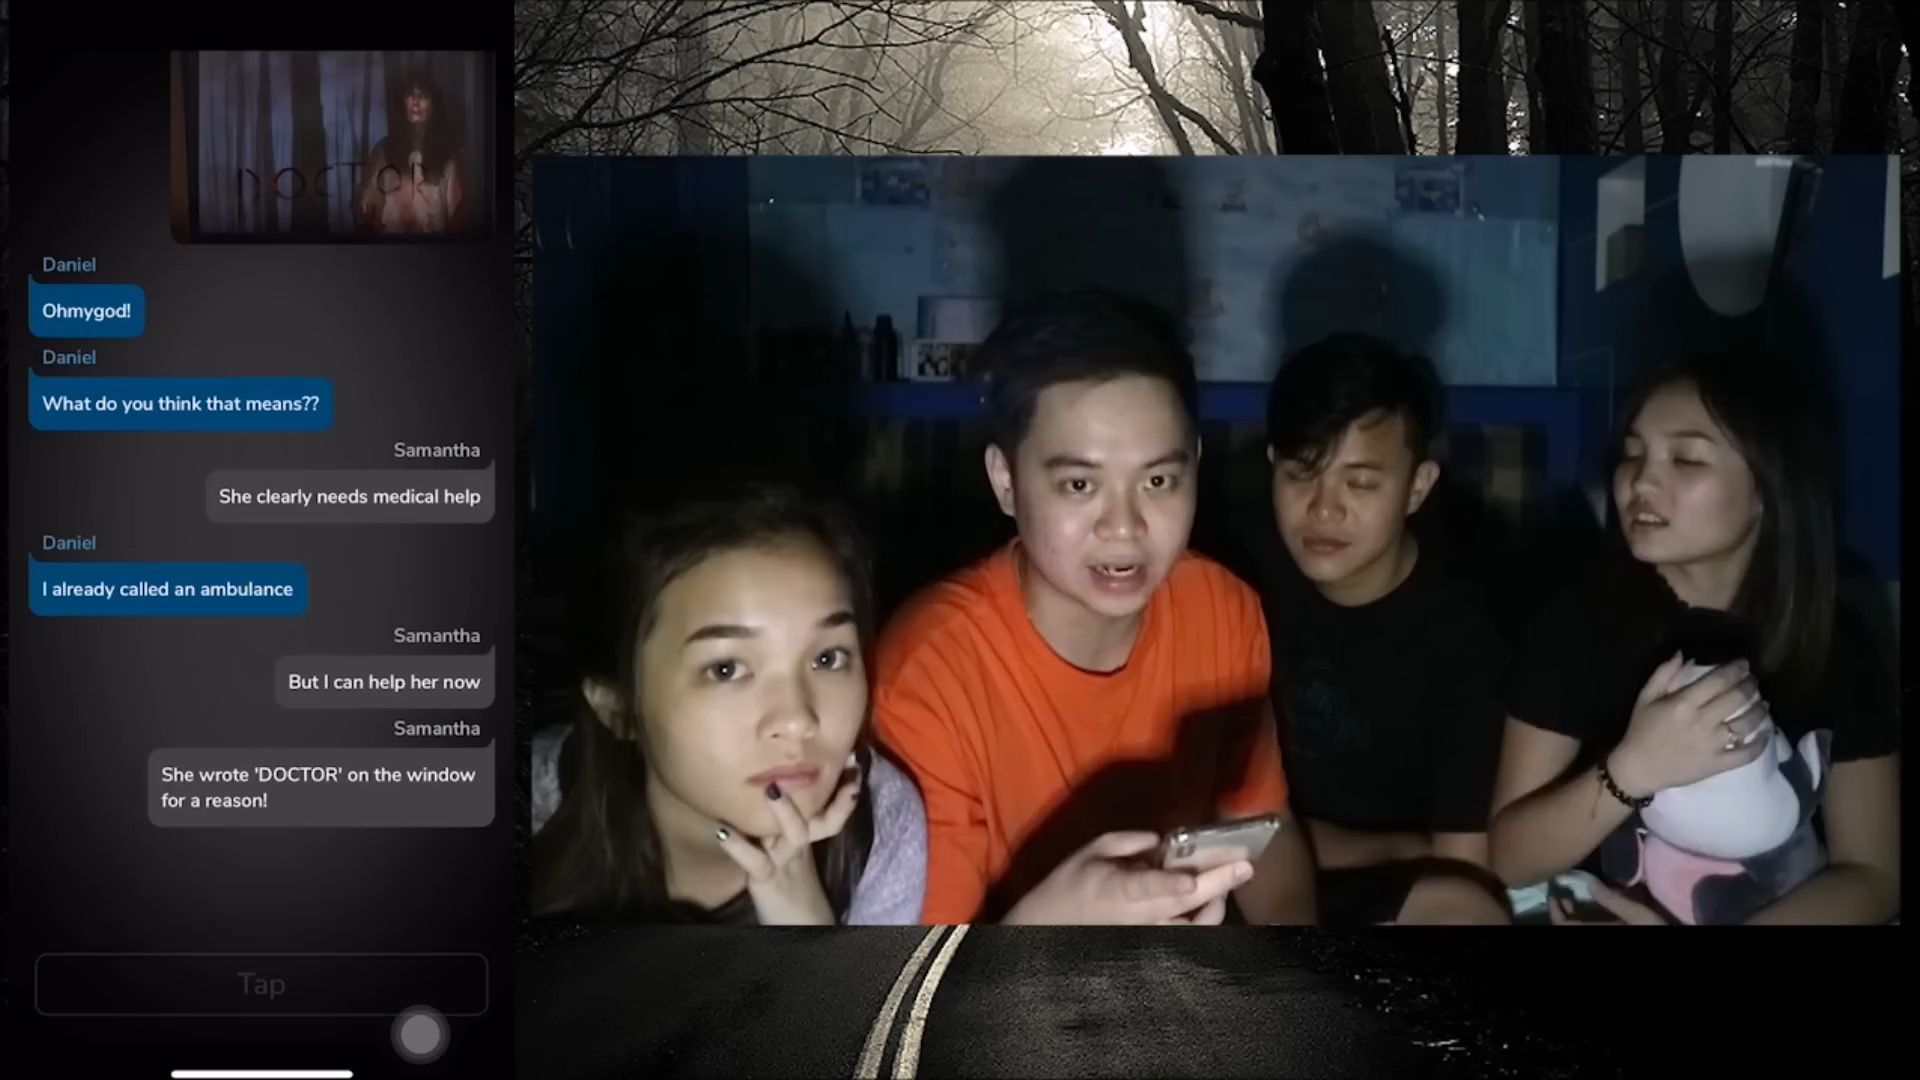 DOCTOR
Daniel
Ohmygod!
Daniel
What do you think that means??
Samantha
She clearly needs medical help
Daniel
I already called an ambulance
Samantha
But I can help her now
Samantha
She wrote 'DOCTOR' on the window
for a reason!
Tap